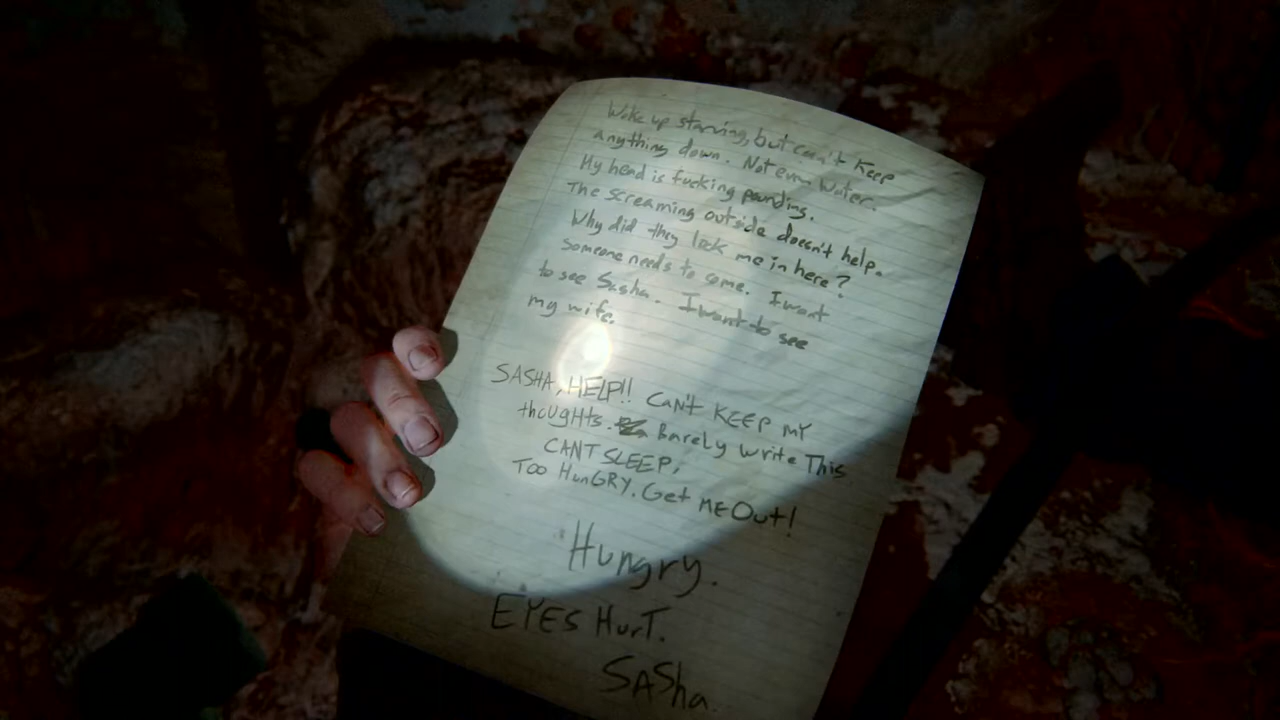 Woke up starving, but can't keep
anything down. Not even water.
My head is fucking pounding.
The screaming outside doesn't help.
Why did they lock me in here?
Someone needs to come. I want
to see Sasha. I want to see
my wife.
SASHA, HELP!! CAN'T KEEP MY
thoUgHts. Barely write This
CANT SLEEP,
TOO HunGRY. Get ME Out!
Hungry.
EYES HurT.
SASha.